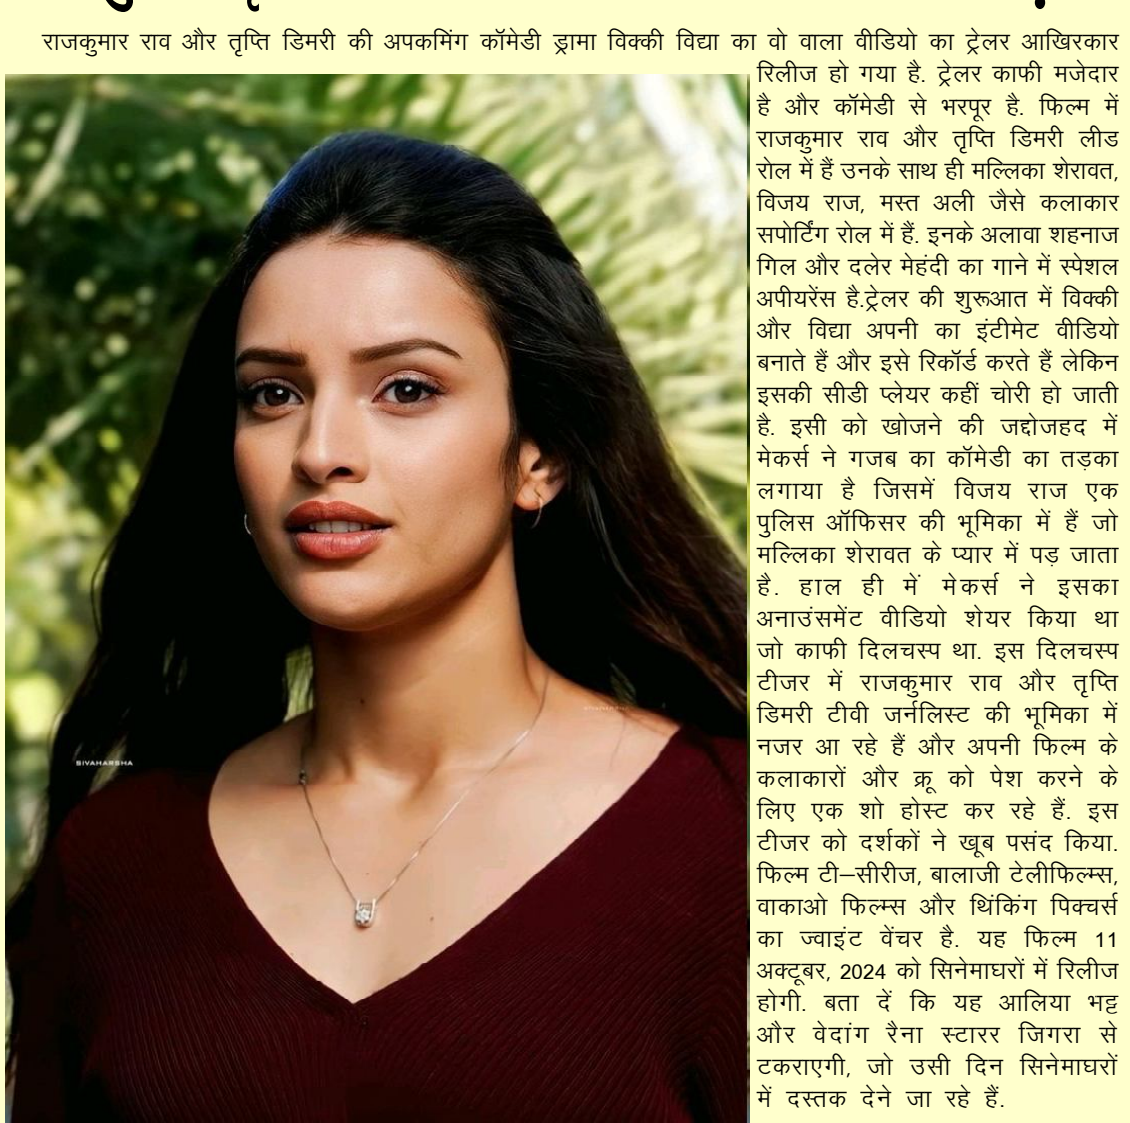 राजकुमार राव और तृप्ति डिमरी की अपकमिंग कॉमेडी ड्रामा विक्की विद्या का वो वाला वीडियो का ट्रेलर आखिरकार
रिलीज हो गया है. ट्रेलर काफी मजेदार
है और कॉमेडी से भरपूर है. फिल्म में
राजकुमार राव और तृप्ति डिमरी लीड
रोल में हैं उनके साथ ही मल्लिका शेरावत,
विजय राज, मस्त अली जैसे कलाकार
सपोर्टिंग रोल में हैं. इनके अलावा शहनाज
गिल और दलेर मेहंदी का गाने में स्पेशल
अपीयरेंस है.ट्रेलर की शुरूआत में विक्की
और विद्या अपनी का इंटीमेट वीडियो
बनाते हैं और इसे रिकॉर्ड करते हैं लेकिन
इसकी सीडी प्लेयर कहीं चोरी हो जाती
है. इसी को खोजने की जद्दोजहद में
मेकर्स ने गजब का कॉमेडी का तड़का
लगाया है जिसमें विजय राज एक
पुलिस ऑफिसर की भूमिका में हैं जो
मल्लिका शेरावत के प्यार में पड़ जाता
है. हाल ही में मेकर्स ने इसका
अनाउंसमेंट वीडियो शेयर किया था
जो काफी दिलचस्प था. इस दिलचस्प
टीजर में राजकुमार राव और तृप्ति
डिमरी टीवी जर्नलिस्ट की भूमिका में
नजर आ रहे हैं और अपनी फिल्म के
कलाकारों और क्रू को पेश करने के
लिए एक शो होस्ट कर रहे हैं. इस
टीजर को दर्शकों ने खूब पसंद किया.
फिल्म टी–सीरीज, बालाजी टेलीफिल्म्स,
वाकाओ फिल्म्स और थिंकिंग पिक्चर्स
का ज्वाइंट वेंचर है. यह फिल्म 11
अक्टूबर, 2024 को सिनेमाघरों में रिलीज
होगी. बता दें कि यह आलिया भट्ट
और वेदांग रैना स्टारर जिगरा से
टकराएगी, जो उसी दिन सिनेमाघरों
में दस्तक देने जा रहे हैं.
SIVAHARSHA